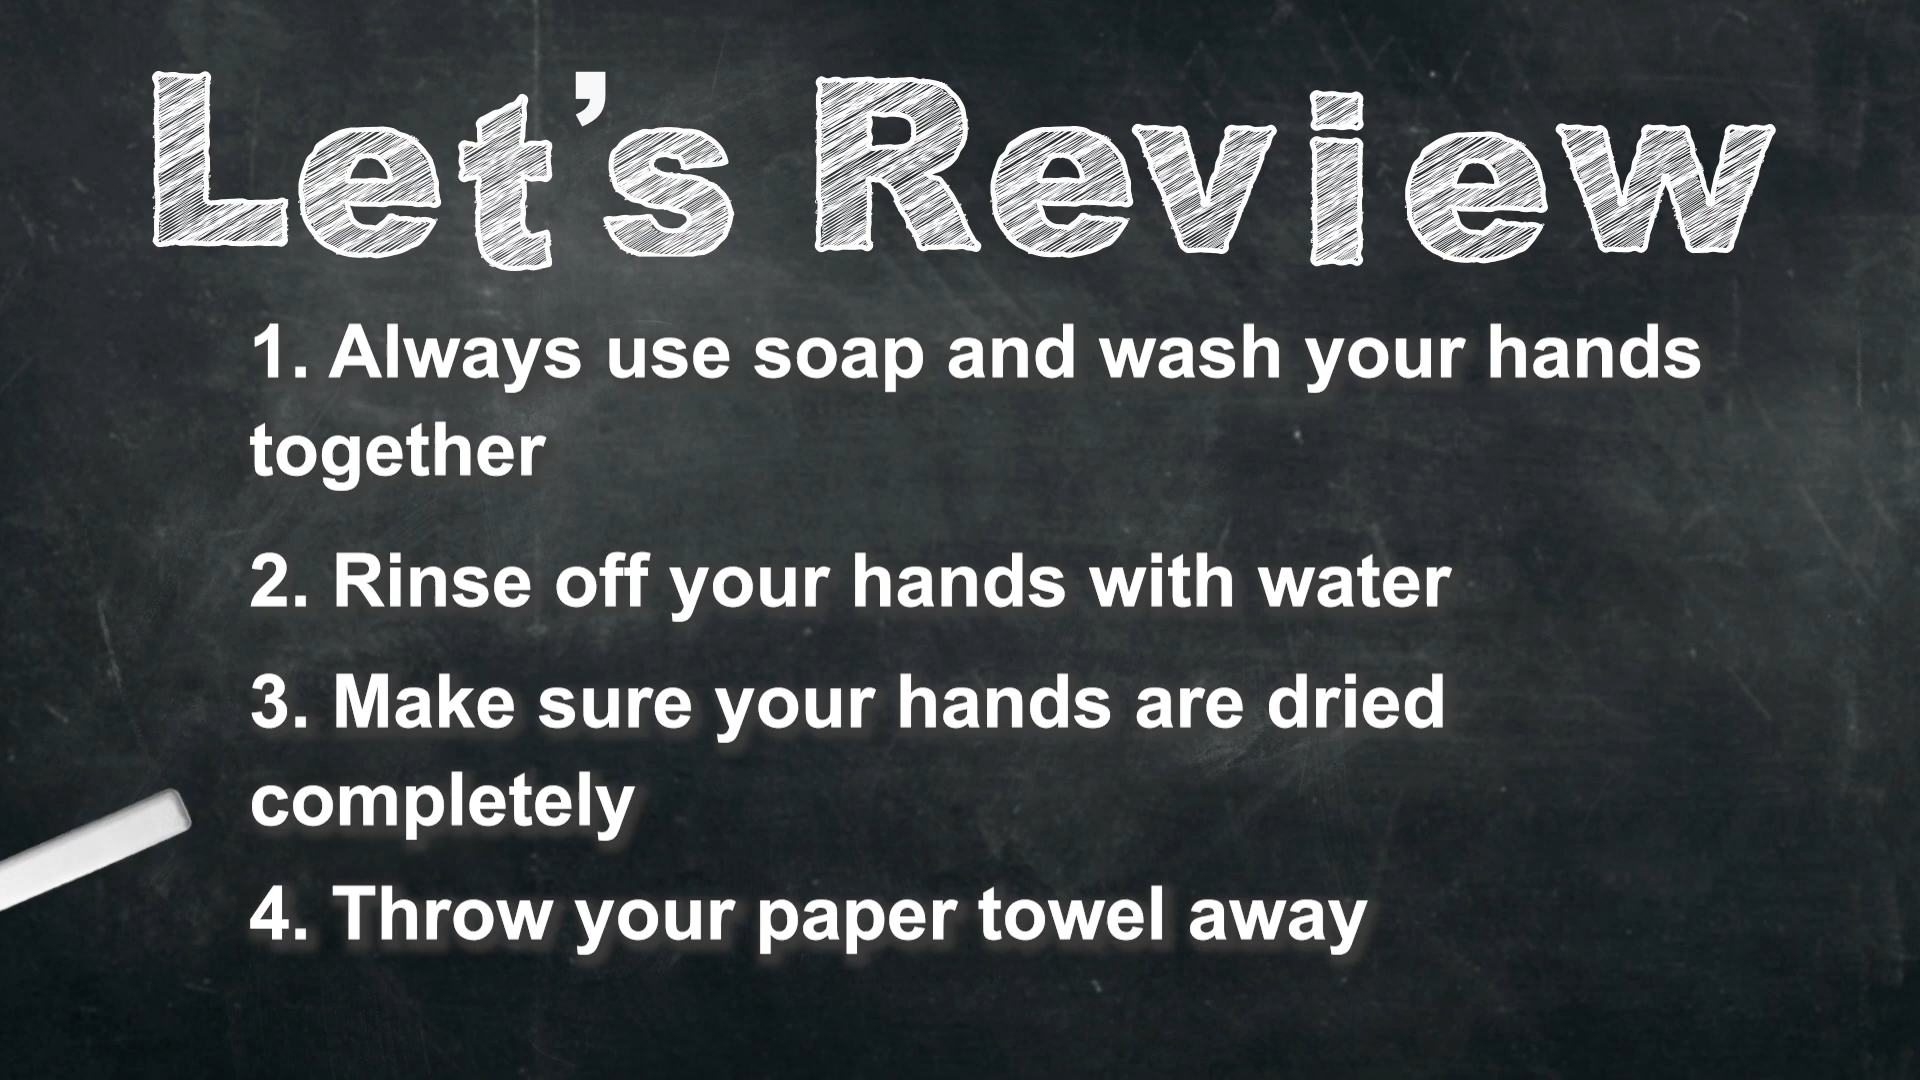 Let's Review
1. Always use soap and wash your hands
together
2. Rinse off your hands with water
3. Make sure your hands are dried
completely
4. Throw your paper towel away